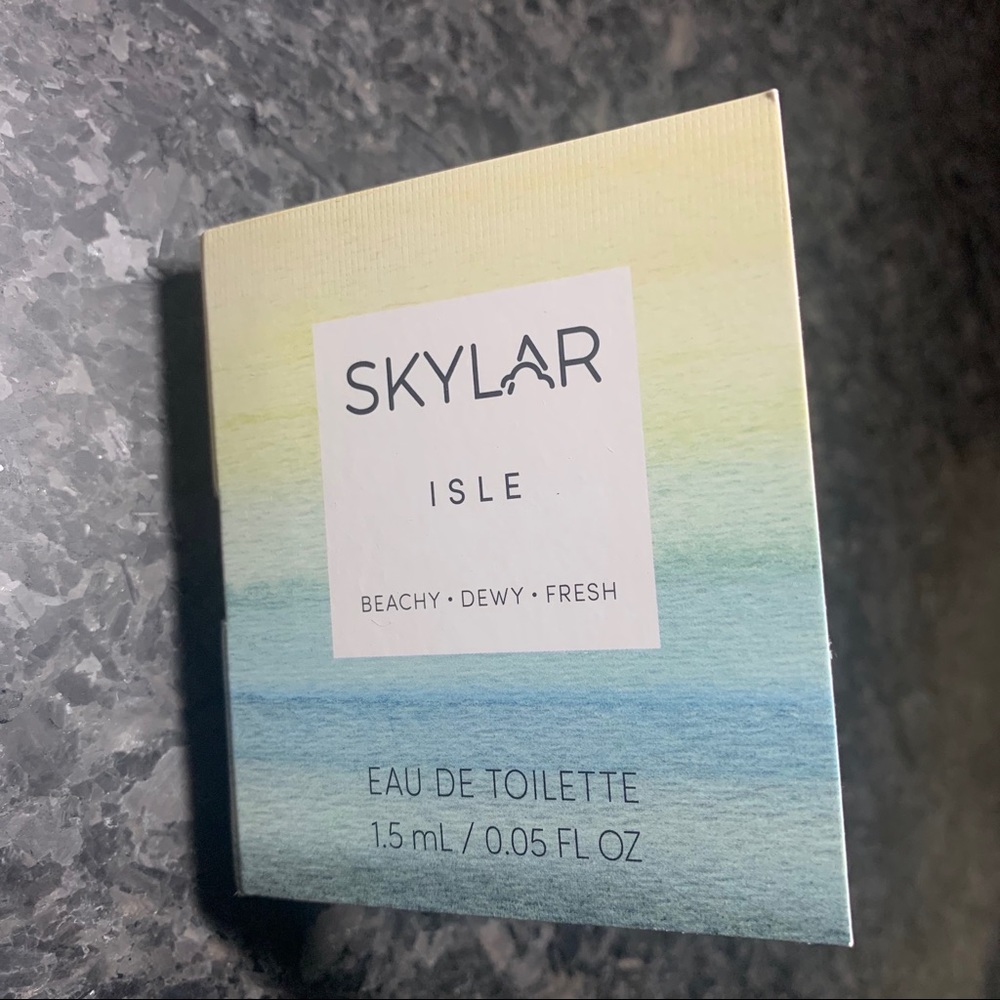 SKYLAR
ISLE
BEACHY • DEWY • FRESH
EAU DE TOILETTE
1.5 mL / 0.05 FL OZ